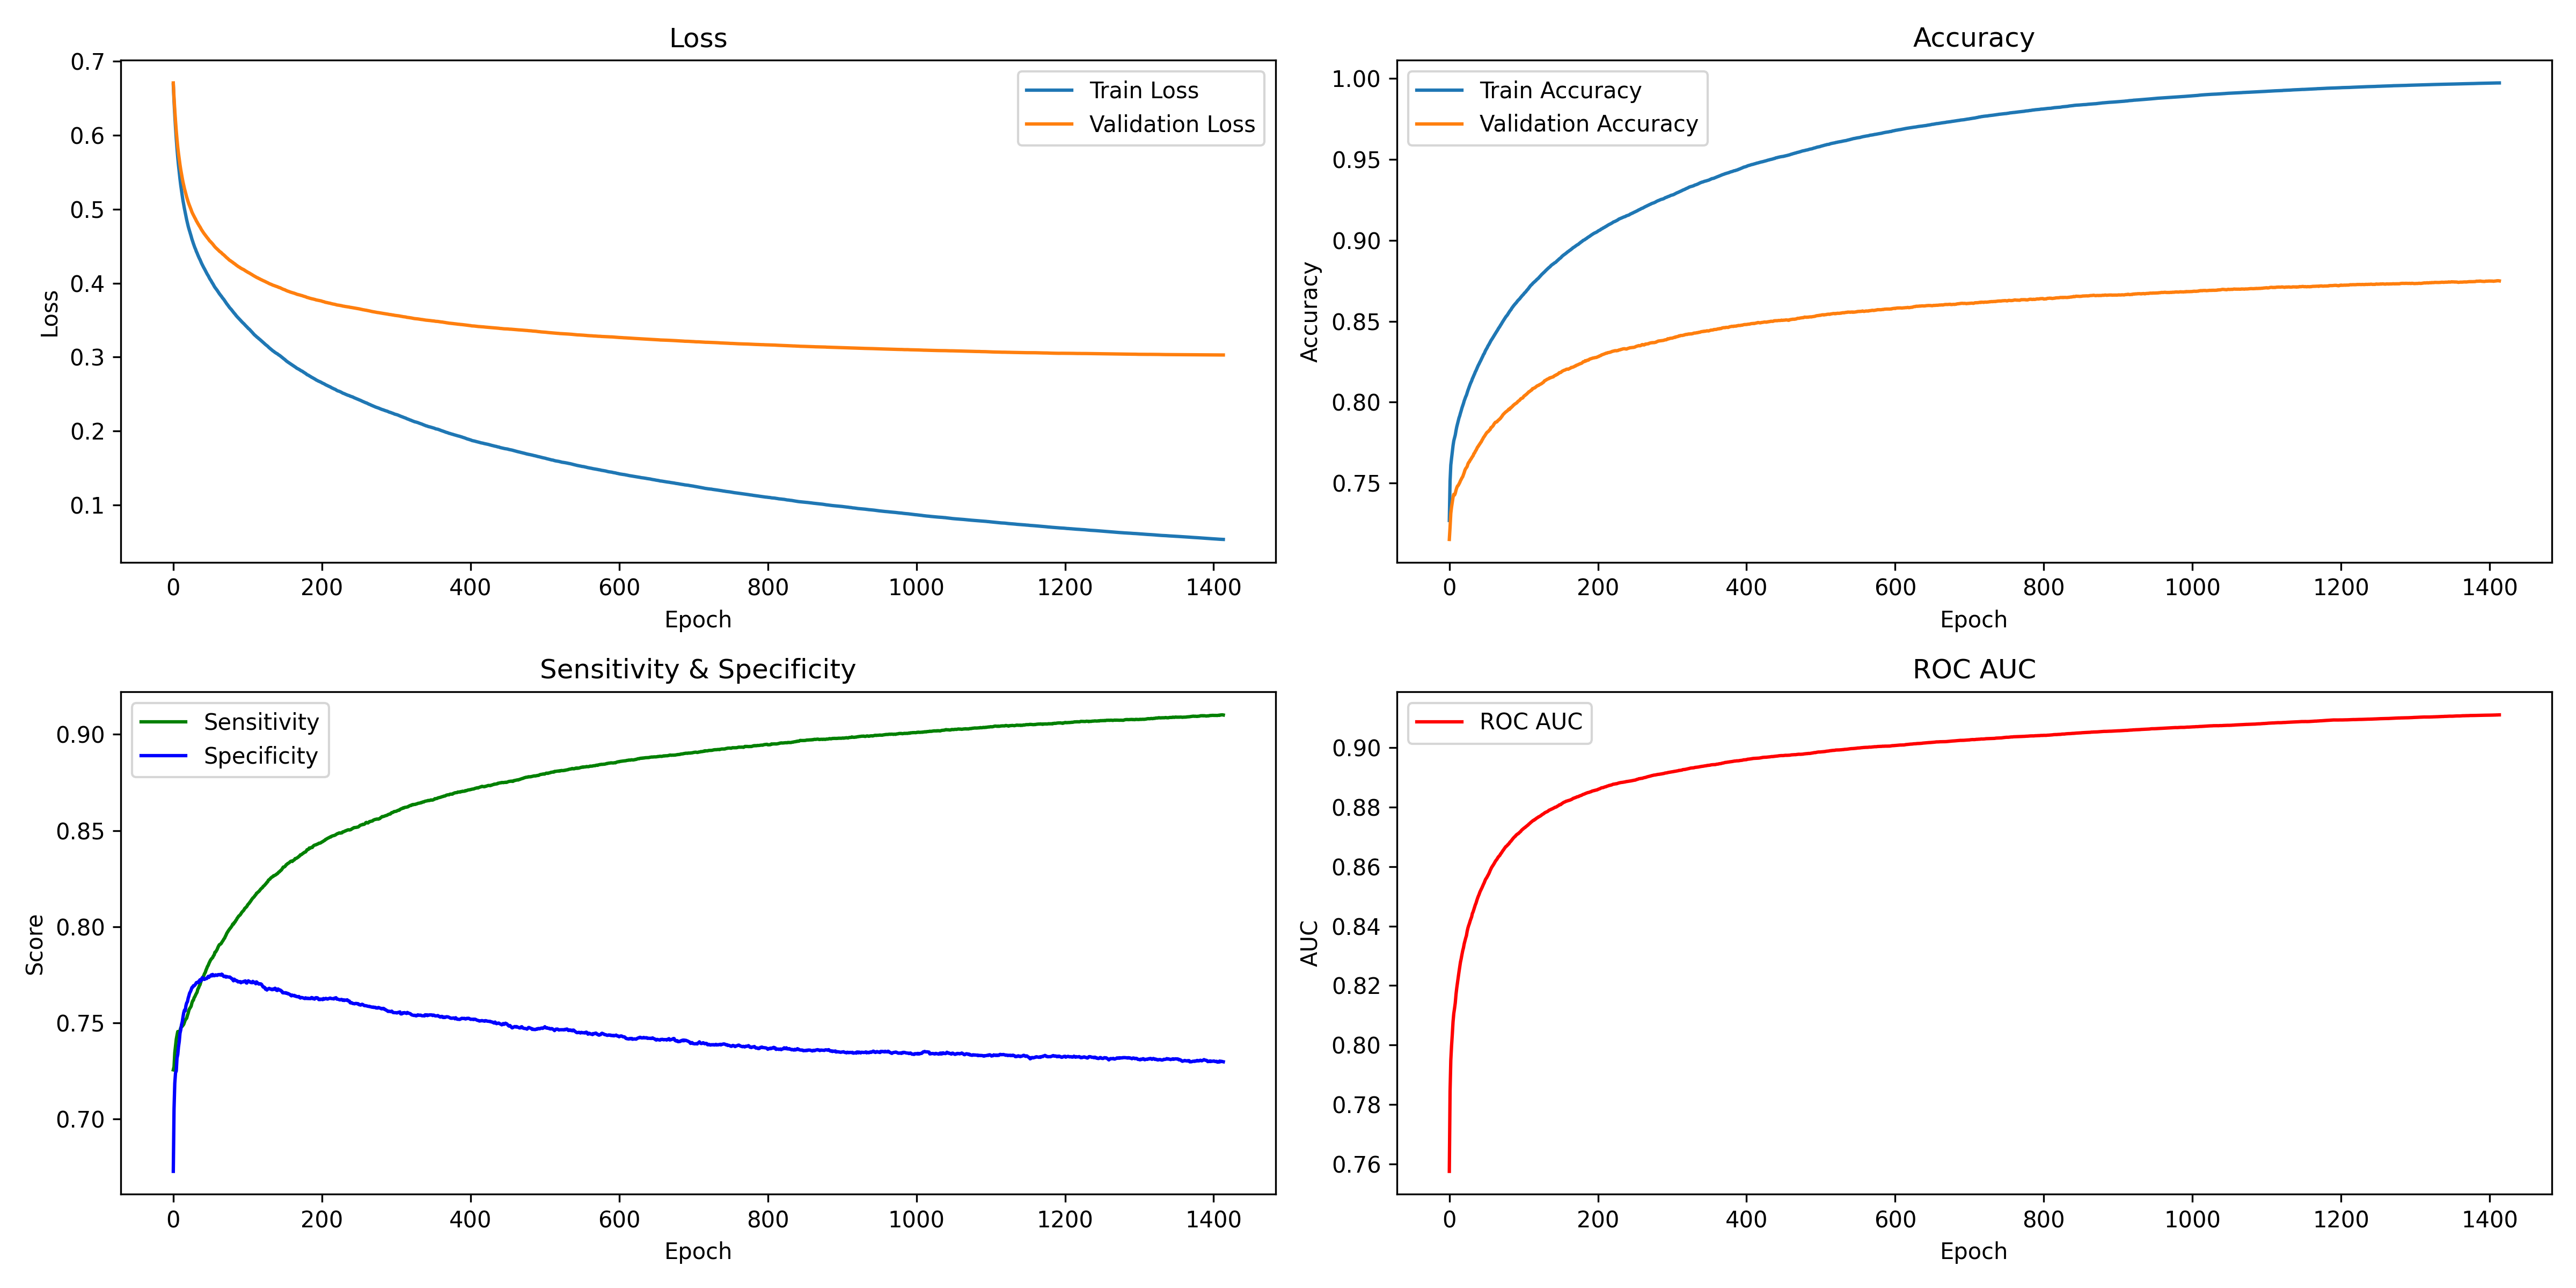 Loss
0.7
0.6
0.5
0.4
0.3
0.2
0.1
Loss
Train Loss
Validation Loss
0 200 400 600 800 1000 1200 1400
Epoch
Accuracy
1.00
0.95
0.90
0.85
0.80
0.75
Accuracy
Train Accuracy
Validation Accuracy
0 200 400 600 800 1000 1200 1400
Epoch
Sensitivity & Specificity
0.90
0.85
0.80
0.75
0.70
Score
Sensitivity
Specificity
0 200 400 600 800 1000 1200 1400
Epoch
ROC AUC
0.90
0.88
0.86
0.84
0.82
0.80
0.78
0.76
AUC
ROC AUC
0 200 400 600 800 1000 1200 1400
Epoch